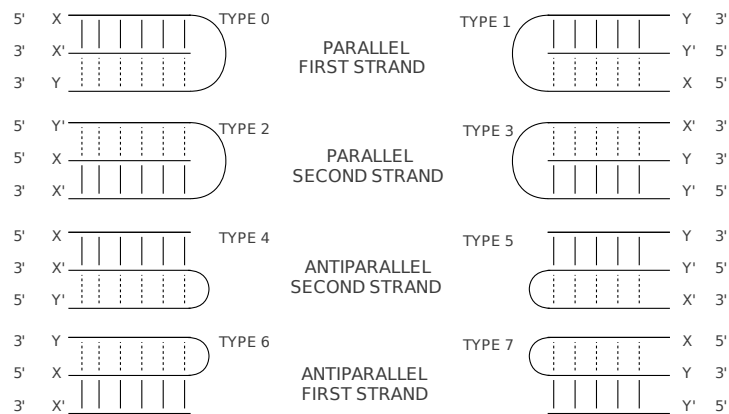 5' X TYPE 0 TYPE 1 Y 3'
3' X' PARALLEL Y' 5'
FIRST STRAND
3' Y X 5'
5' Y' TYPE 2 TYPE 3 X' 3'
5' X PARALLEL Y 3'
SECOND STRAND
3' X' Y' 5'
5' X TYPE 4 TYPE 5 Y 3'
3' X' ANTIPARALLEL Y' 5'
SECOND STRAND
5' Y' X' 3'
3' Y TYPE 6 TYPE 7 X 5'
5' X ANTIPARALLEL Y 3'
FIRST STRAND
3' X' Y' 5'